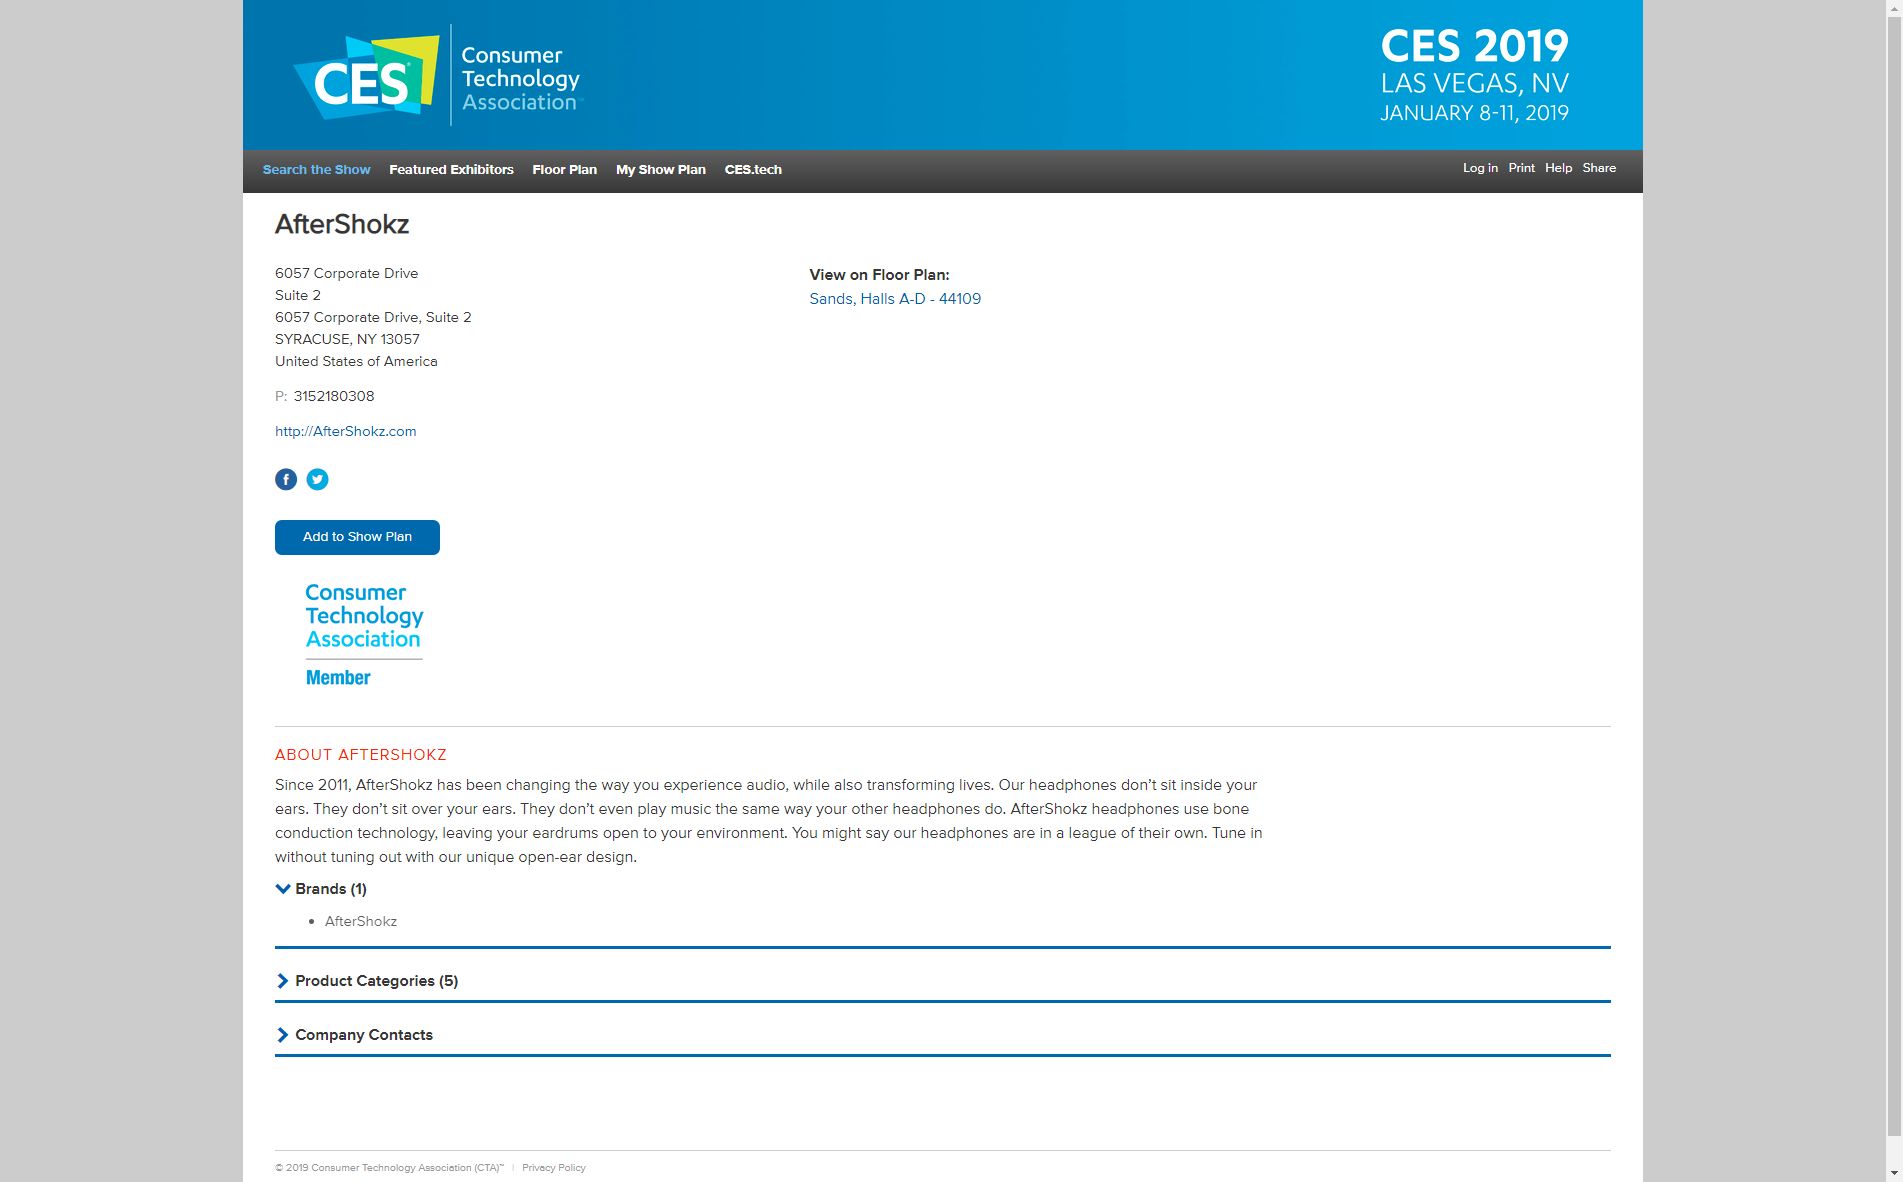 CES
Consumer
Technology
Association
CES 2019
LAS VEGAS, NV
JANUARY 8-11, 2019
Search the Show Featured Exhibitors Floor Plan My Show Plan CES.tech Log in Print Help Share
AfterShokz
6057 Corporate Drive
Suite 2
6057 Corporate Drive, Suite 2
SYRACUSE, NY 13057
United States of America
P: 3152180308
http://AfterShokz.com
View on Floor Plan:
Sands, Halls A-D - 44109
Add to Show Plan
Consumer
Technology
Association
Member
ABOUT AFTERSHOKZ
Since 2011, AfterShokz has been changing the way you experience audio, while also transforming lives. Our headphones don’t sit inside your
ears. They don’t sit over your ears. They don’t even play music the same way your other headphones do. AfterShokz headphones use bone
conduction technology, leaving your eardrums open to your environment. You might say our headphones are in a league of their own. Tune in
without tuning out with our unique open-ear design.
Brands (1)
• AfterShokz
Product Categories (5)
Company Contacts
© 2019 Consumer Technology Association (CTA)™ | Privacy Policy